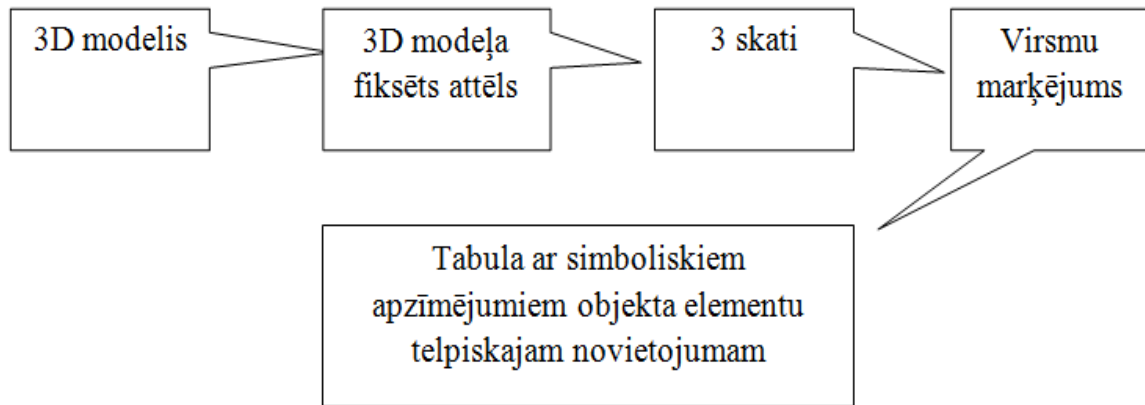 3D modelis
3D modeļa
fiksēts attēls
3 skati
Virsmu
marķējums
Tabula ar simboliskiem
apzīmējumiem objekta elementu
telpiskajam novietojumam